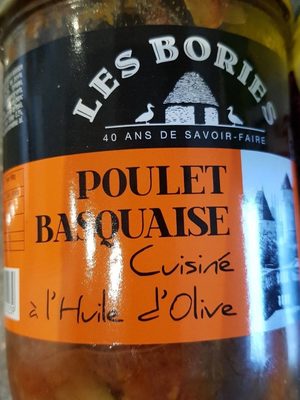 LES BORIES
40 ANS DE SAVOIR-FAIRE
POULET
BASQUAISE
Cuisiné
à l'Huile d'Olive